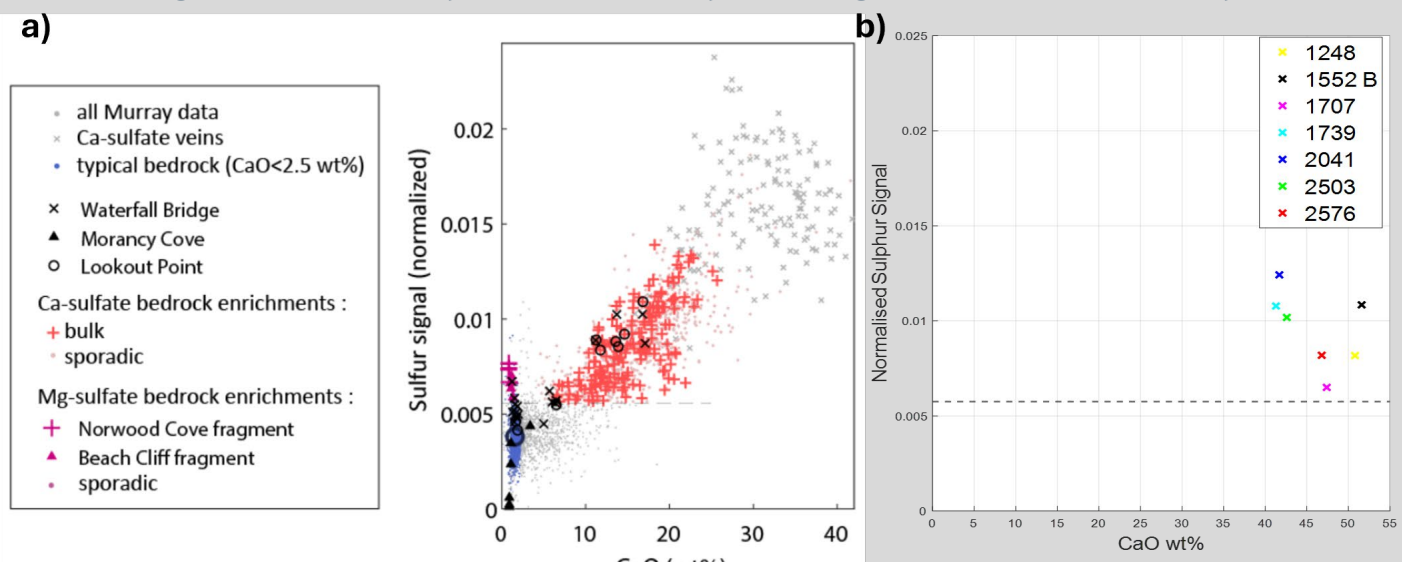 a)
all Murray data
Ca-sulfate veins
typical bedrock (CaO<2.5 wt%)
Waterfall Bridge
Morancy Cove
Lookout Point
Ca-sulfate bedrock enrichments :
bulk
sporadic
Mg-sulfate bedrock enrichments :
Norwood Cove fragment
Beach Cliff fragment
sporadic
Sulfur signal (normalized)
0.02
0.015
0.01
0.005
0
0 10 20 30 40
b)
Normalised Sulphur Signal
0.025
0.02
0.015
0.01
0.005
0
0 5 10 15 20 25 30 35 40 45 50 55
CaO wt%
1248
1552 B
1707
1739
2041
2503
2576